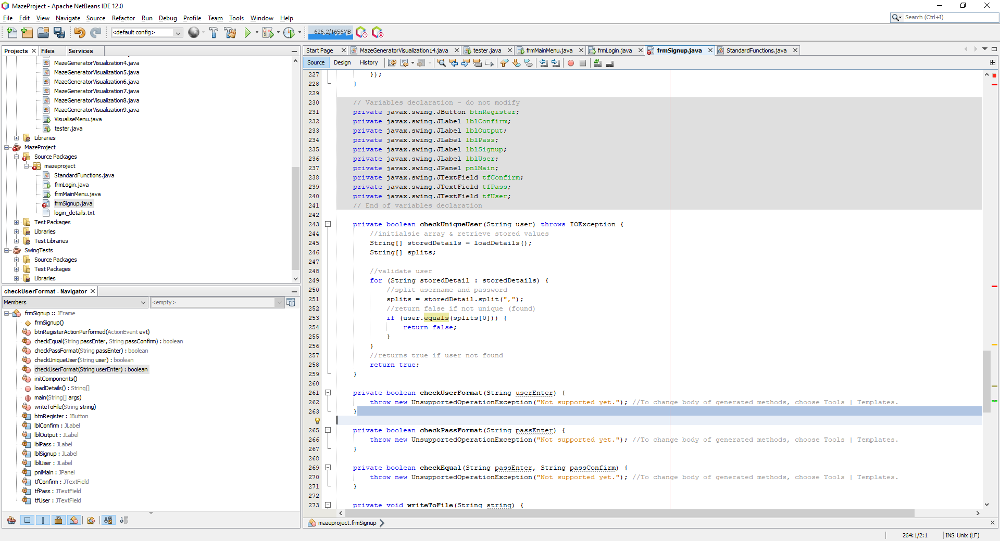 MazeProject - Apache NetBeans IDE 12.0
File Edit View Navigate Source Refactor Run Debug Profile Team Tools Window Help
Search (Ctrl+I)
<default config>
626.2/1656MB
Projects Files Services
MazeGeneratorVisualization4.java
MazeGeneratorVisualization5.java
MazeGeneratorVisualization6.java
MazeGeneratorVisualization7.java
MazeGeneratorVisualization8.java
MazeGeneratorVisualization9.java
VisualiseMenu.java
tester.java
Libraries
MazeProject
Source Packages
mazeproject
StandardFunctions.java
frmLogin.java
frmMainMenu.java
frmSignup.java
login_details.txt
Test Packages
Libraries
Test Libraries
SwingTests
Source Packages
Test Packages
Libraries
checkUserFormat - Navigator
Members
<empty>
frmSignup :: JFrame
frmSignup()
btnRegisterActionPerformed(ActionEvent evt)
checkEqual(String passEnter, String passConfirm) : boolean
checkPassFormat(String passEnter) : boolean
checkUniqueUser(String user) : boolean
checkUserFormat(String userEnter) : boolean
initComponents()
loadDetails() : String[]
main(String[] args)
writeToFile(String string)
btnRegister : JButton
lblConfirm : JLabel
lblOutput : JLabel
lblPass : JLabel
lblSignup : JLabel
lblUser : JLabel
pnlMain : JPanel
tfConfirm : JTextField
tfPass : JTextField
tfUser : JTextField
Start Page MazeGeneratorVisualization14.java tester.java frmMainMenu.java frmLogin.java frmSignup.java StandardFunctions.java
Source Design History
227 });
228 }
229
230 // Variables declaration - do not modify
231 private javax.swing.JButton btnRegister;
232 private javax.swing.JLabel lblConfirm;
233 private javax.swing.JLabel lblOutput;
234 private javax.swing.JLabel lblPass;
235 private javax.swing.JLabel lblSignup;
236 private javax.swing.JLabel lblUser;
237 private javax.swing.JPanel pnlMain;
238 private javax.swing.JTextField tfConfirm;
239 private javax.swing.JTextField tfPass;
240 private javax.swing.JTextField tfUser;
241 // End of variables declaration
242
243 private boolean checkUniqueUser(String user) throws IOException {
244 //initialsie array & retrieve stored values
245 String[] storedDetails = loadDetails();
246 String[] splits;
247
248 //validate user
249 for (String storedDetail : storedDetails) {
250 //split username and password
251 splits = storedDetail.split(",");
252 //return false if not unique (found)
253 if (user.equals(splits[0])) {
254 return false;
255 }
256 }
257 //returns true if user not found
258 return true;
259 }
260
261 private boolean checkUserFormat(String userEnter) {
262 throw new UnsupportedOperationException("Not supported yet."); //To change body of generated methods, choose Tools | Templates.
263 }
265 private boolean checkPassFormat(String passEnter) {
266 throw new UnsupportedOperationException("Not supported yet."); //To change body of generated methods, choose Tools | Templates.
267 }
268
269 private boolean checkEqual(String passEnter, String passConfirm) {
270 throw new UnsupportedOperationException("Not supported yet."); //To change body of generated methods, choose Tools | Templates.
271 }
272
273 private void writeToFile(String string) {
mazeproject.frmSignup
264:1/2:1 INS Unix (LF)